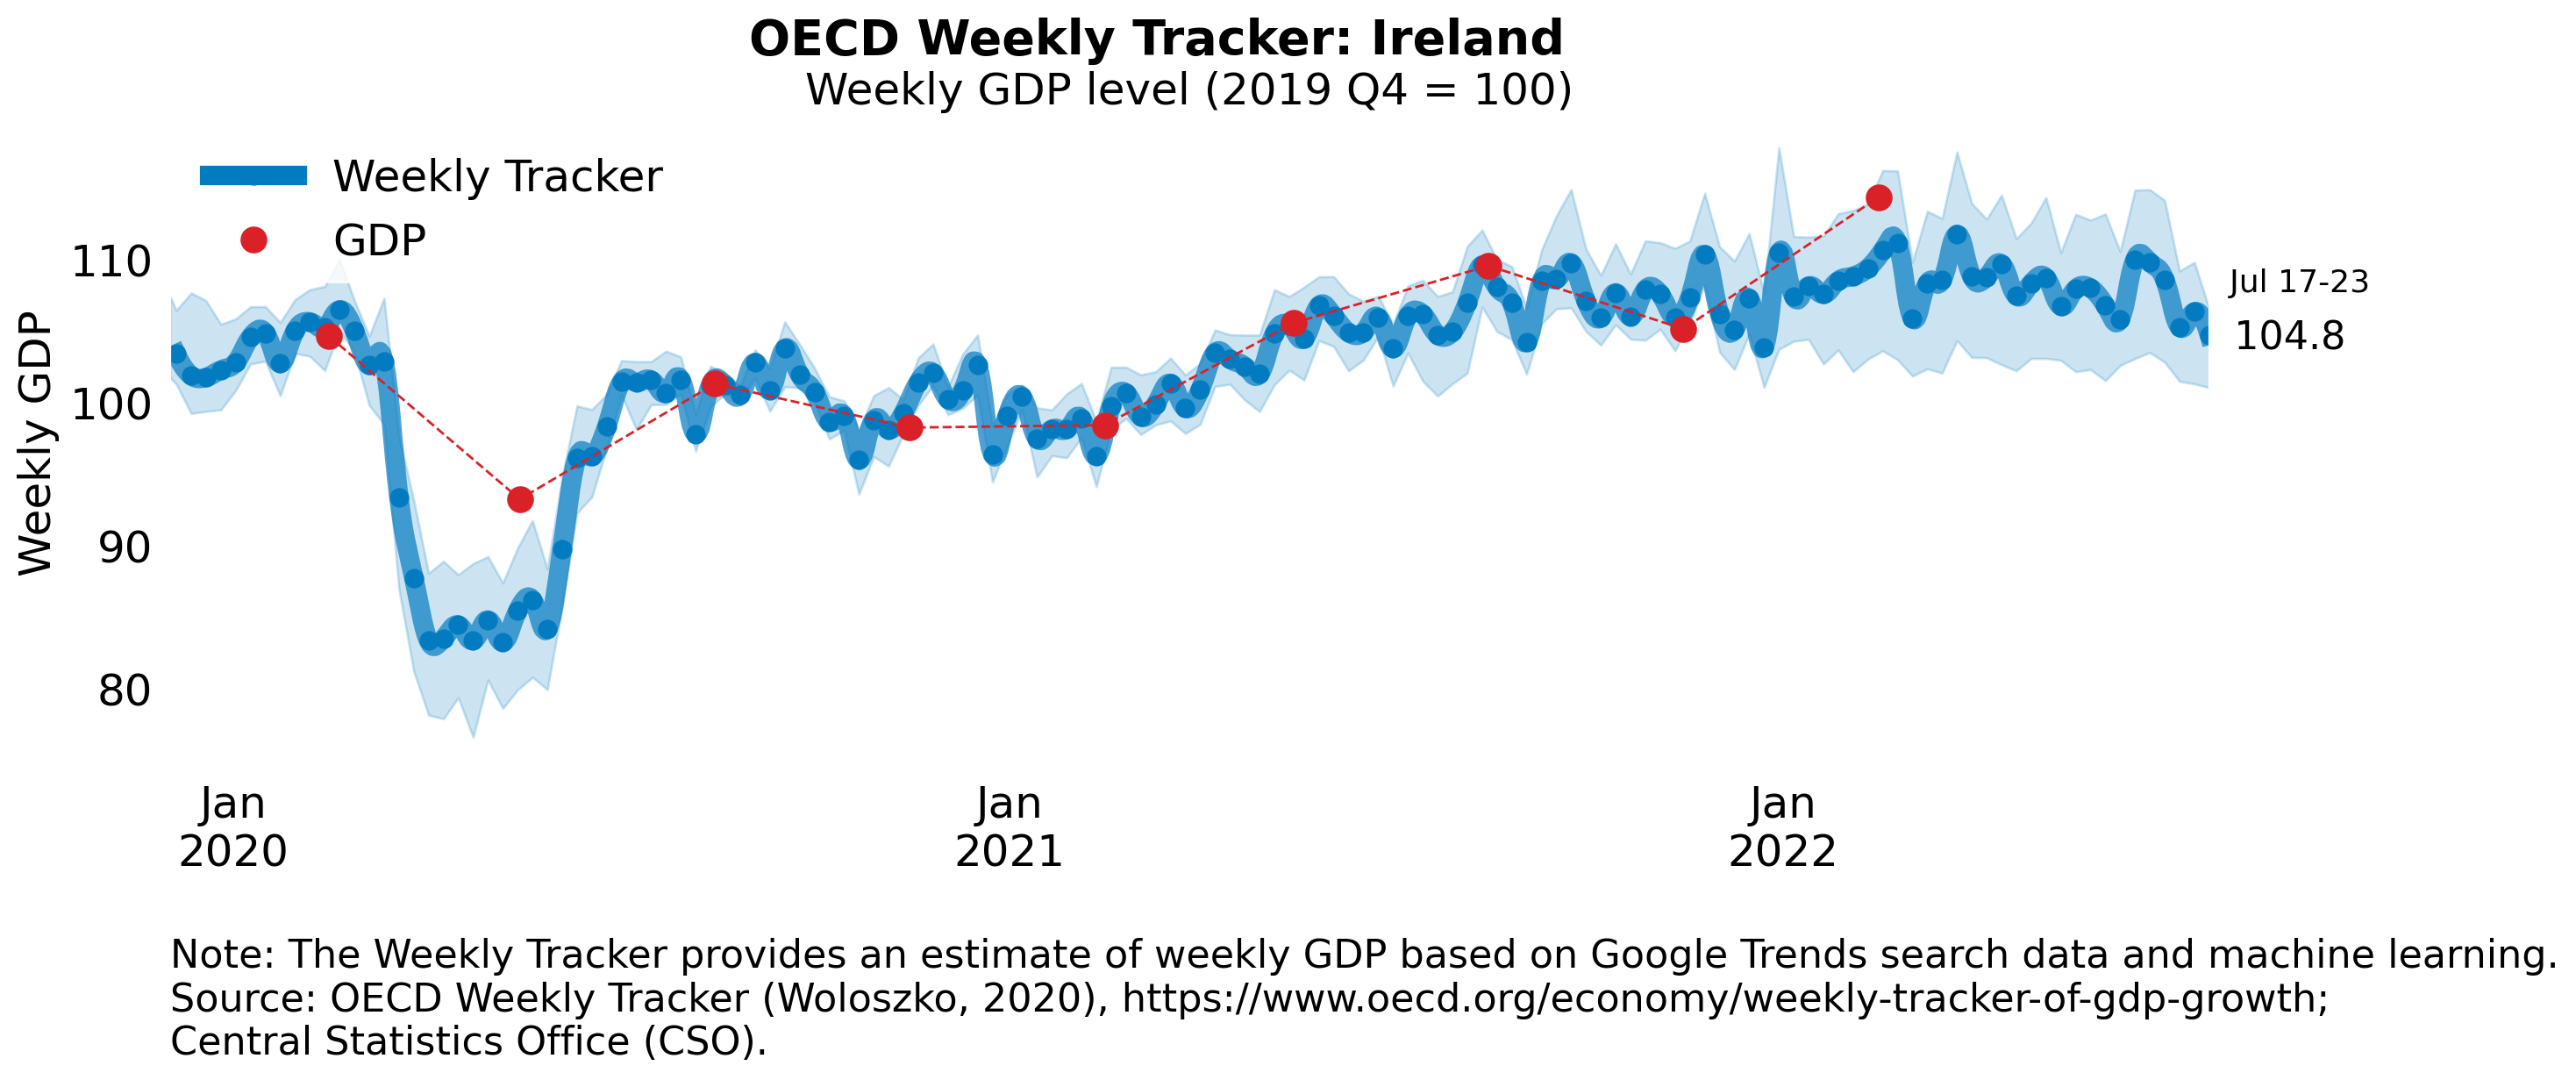 OECD Weekly Tracker: Ireland
Weekly GDP level (2019 Q4 = 100)
Weekly Tracker
GDP
Weekly GDP
110
100
90
80
Jul 17-23
104.8
Jan
2020
Jan
2021
Jan
2022
Note: The Weekly Tracker provides an estimate of weekly GDP based on Google Trends search data and machine learning.
Source: OECD Weekly Tracker (Woloszko, 2020), https://www.oecd.org/economy/weekly-tracker-of-gdp-growth;
Central Statistics Office (CSO).